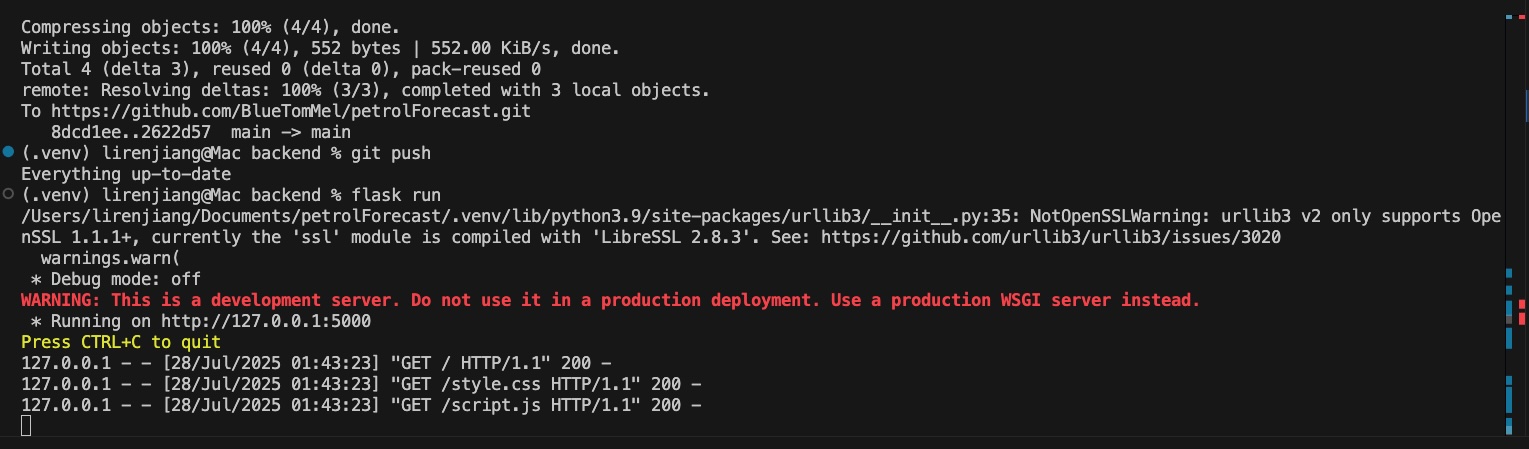 Compressing objects: 100% (4/4), done.
Writing objects: 100% (4/4), 552 bytes | 552.00 KiB/s, done.
Total 4 (delta 3), reused 0 (delta 0), pack-reused 0
remote: Resolving deltas: 100% (3/3), completed with 3 local objects.
To https://github.com/BlueTomMel/petrolForecast.git
   8dcd1ee..2622d57  main -> main
(.venv) lirenjiang@Mac backend % git push
Everything up-to-date
(.venv) lirenjiang@Mac backend % flask run
/Users/lirenjiang/Documents/petrolForecast/.venv/lib/python3.9/site-packages/urllib3/__init__.py:35: NotOpenSSLWarning: urllib3 v2 only supports Ope
nSSL 1.1.1+, currently the 'ssl' module is compiled with 'LibreSSL 2.8.3'. See: https://github.com/urllib3/urllib3/issues/3020
  warnings.warn(
 * Debug mode: off
WARNING: This is a development server. Do not use it in a production deployment. Use a production WSGI server instead.
 * Running on http://127.0.0.1:5000
Press CTRL+C to quit
127.0.0.1 - - [28/Jul/2025 01:43:23] "GET / HTTP/1.1" 200 -
127.0.0.1 - - [28/Jul/2025 01:43:23] "GET /style.css HTTP/1.1" 200 -
127.0.0.1 - - [28/Jul/2025 01:43:23] "GET /script.js HTTP/1.1" 200 -